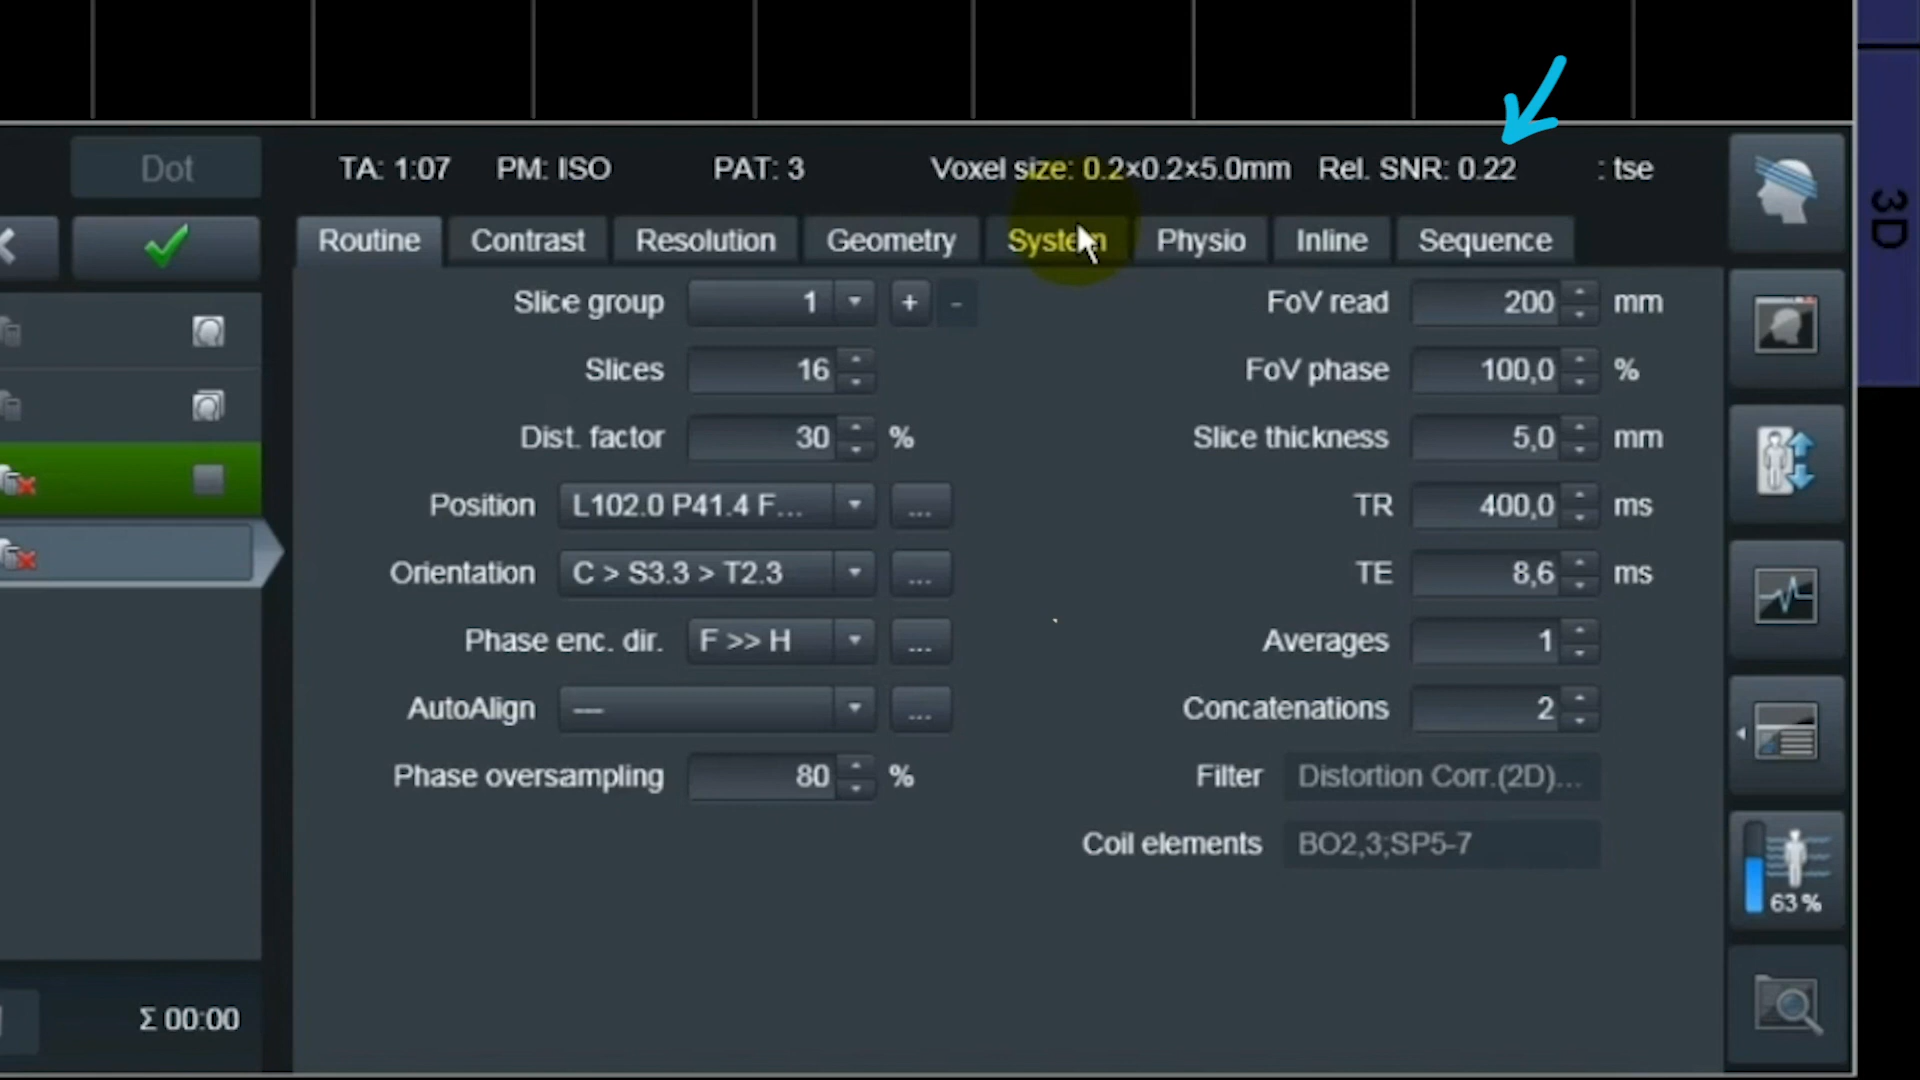 Dot
TA: 1:07 PM: ISO PAT: 3 Voxel size: 0.2×0.2×5.0mm Rel. SNR: 0.22 : tse
Routine Contrast Resolution Geometry System Physio Inline Sequence
Slice group 1 + -
Slices 16
Dist. factor 30 %
Position L102.0 P41.4 F... ...
Orientation C > S3.3 > T2.3 ...
Phase enc. dir. F >> H ...
AutoAlign --- ...
Phase oversampling 80 %
FoV read 200 mm
FoV phase 100,0 %
Slice thickness 5,0 mm
TR 400,0 ms
TE 8,6 ms
Averages 1
Concatenations 2
Filter Distortion Corr.(2D)...
Coil elements BO2,3;SP5-7
63 %
3D
Σ 00:00